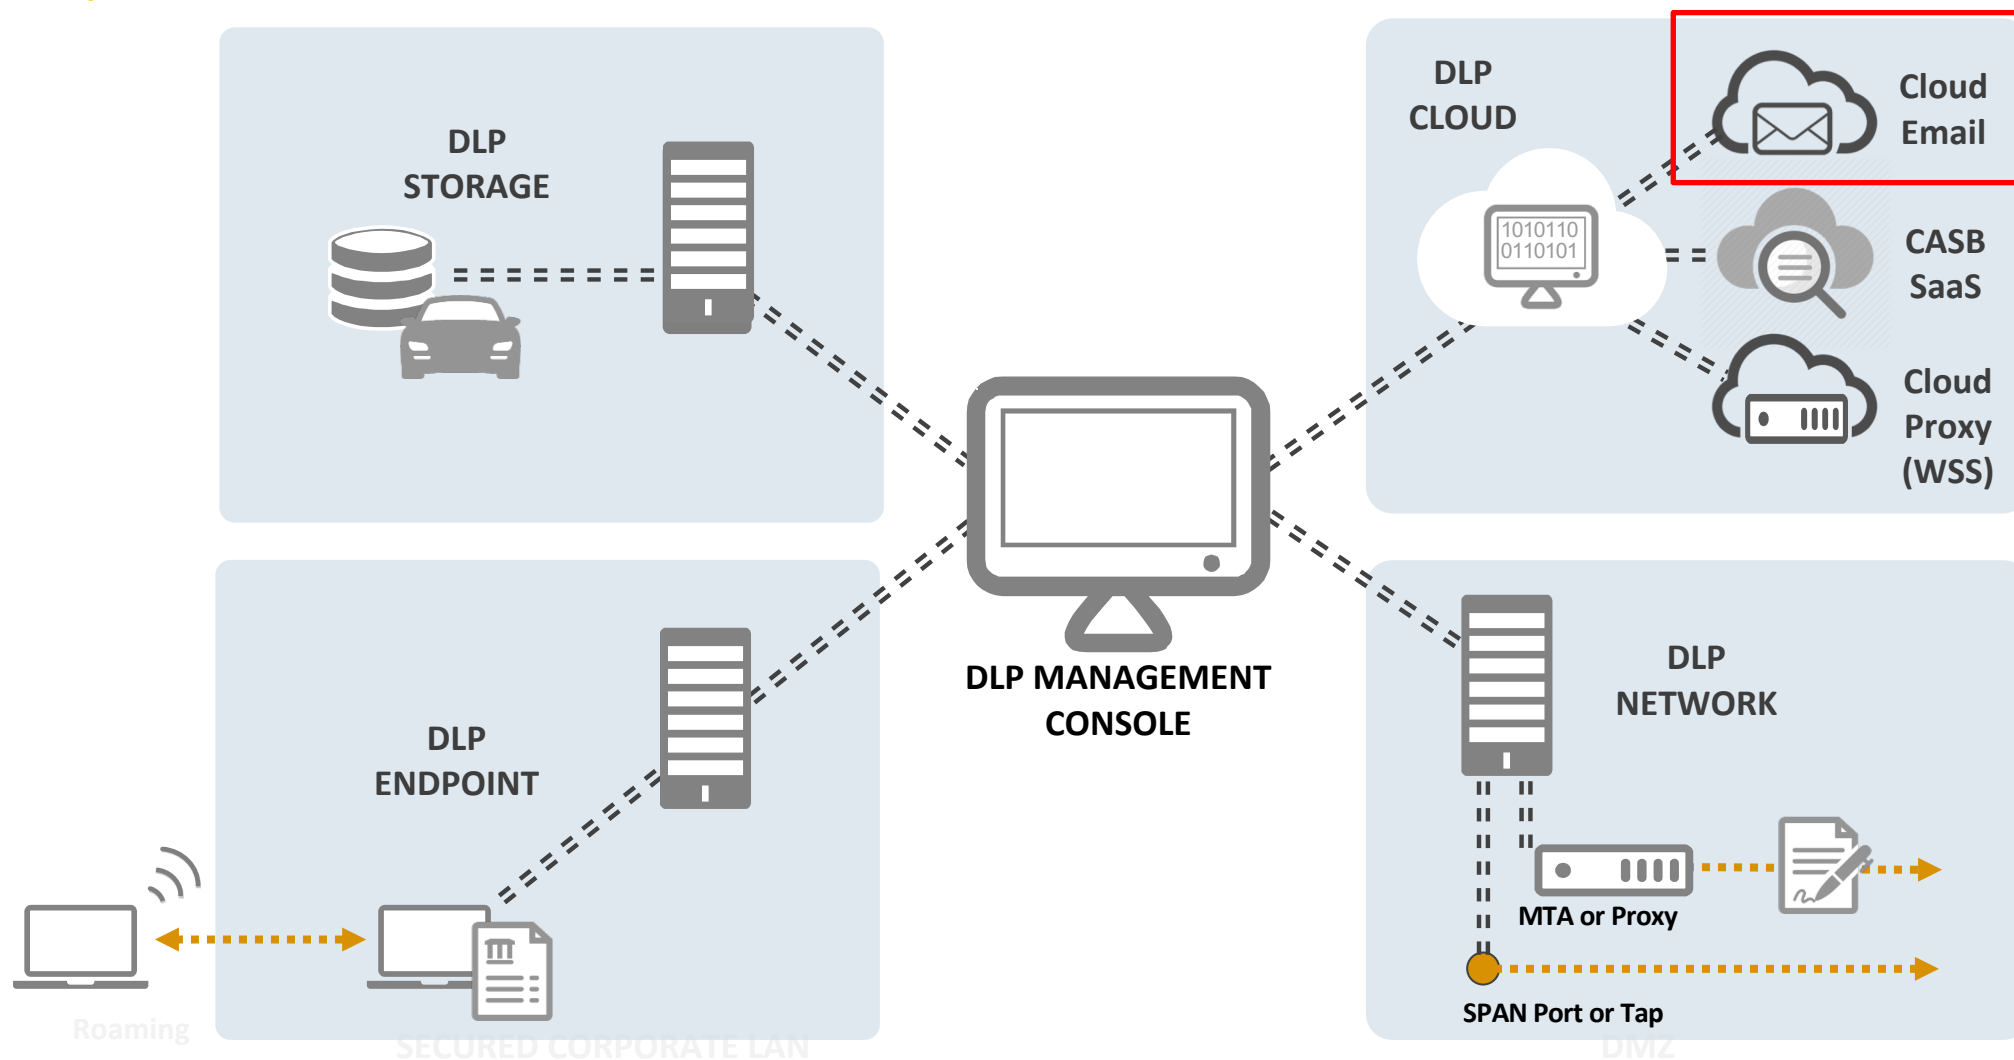 DLP
STORAGE
DLP
CLOUD
1010110
0110101
Cloud
Email
CASB
SaaS
Cloud
Proxy
(WSS)
DLP MANAGEMENT
CONSOLE
DLP
ENDPOINT
DLP
NETWORK
MTA or Proxy
SPAN Port or Tap
Roaming
SECURED CORPORATE LAN
DMZ